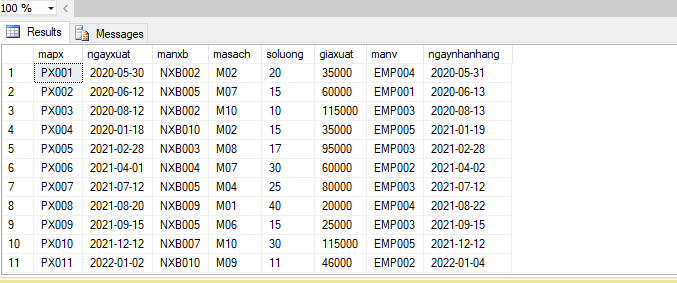 100 %
Results Messages
mapx ngayxuat manxb masach soluong giaxuat manv ngaynhanhang
1 PX001 2020-05-30 NXB002 M02 20 35000 EMP004 2020-05-31
2 PX002 2020-06-12 NXB005 M07 15 60000 EMP001 2020-06-13
3 PX003 2020-08-12 NXB002 M10 10 115000 EMP003 2020-08-13
4 PX004 2020-01-18 NXB010 M02 15 35000 EMP005 2021-01-19
5 PX005 2021-02-28 NXB003 M08 17 95000 EMP003 2021-02-28
6 PX006 2021-04-01 NXB004 M07 30 60000 EMP002 2021-04-02
7 PX007 2021-07-12 NXB005 M04 25 80000 EMP003 2021-07-12
8 PX008 2021-08-20 NXB009 M01 40 20000 EMP004 2021-08-22
9 PX009 2021-09-15 NXB005 M06 15 25000 EMP003 2021-09-15
10 PX010 2021-12-12 NXB007 M10 30 115000 EMP005 2021-12-12
11 PX011 2022-01-02 NXB010 M09 11 46000 EMP002 2022-01-04